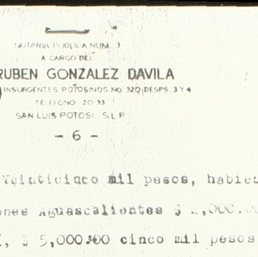 NOTARIA PUBLICA NUM. 3
A CARGO DEL
RUBEN GONZALEZ DAVILA
INSURGENTES POTOSINOS NO. 320 DESPS. 3 Y 4
TELEFONO 20 33
SAN LUIS POTOSI, S.L.P.
- 6 -
Veinticinco mil pesos, habien
ones Aguascalientes $
, $ 5,000.00 cinco mil pesos